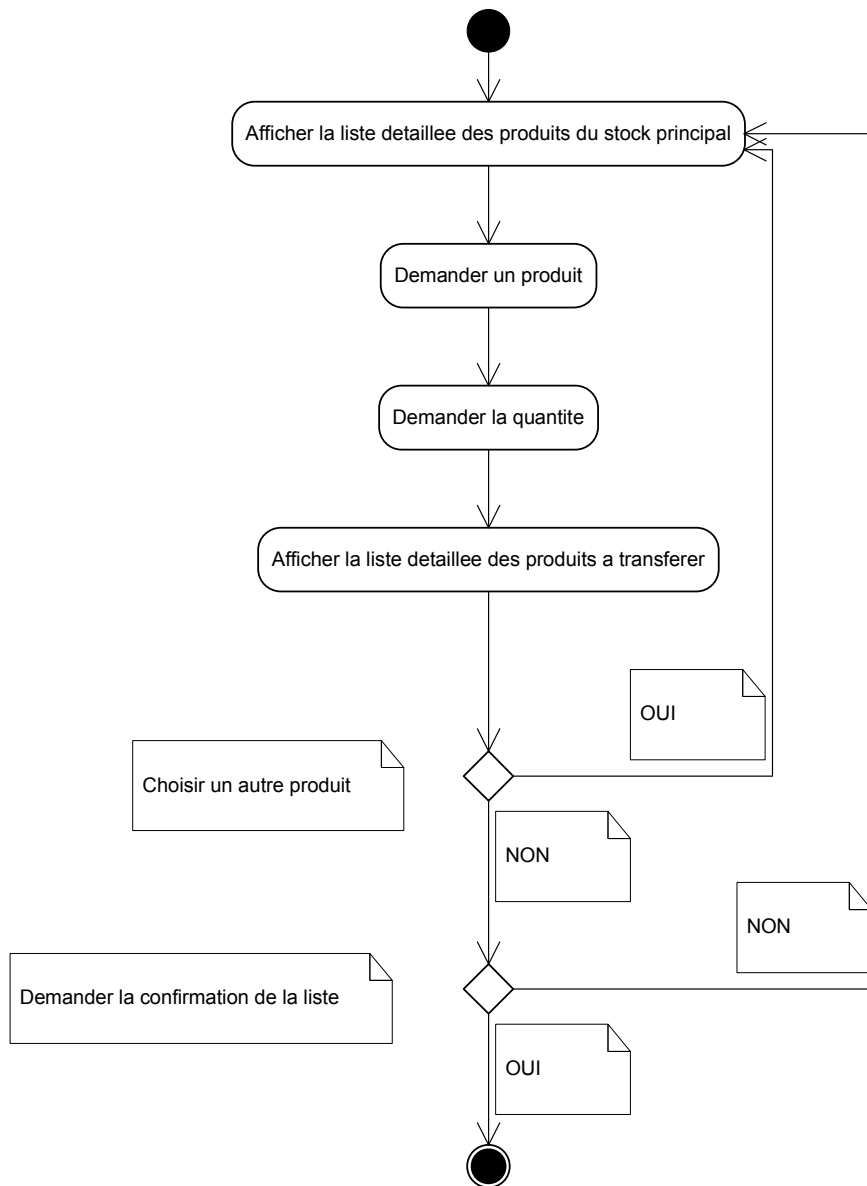 Afficher la liste detaillee des produits du stock principal
Demander un produit
Demander la quantite
Afficher la liste detaillee des produits a transferer
OUI
Choisir un autre produit
NON
NON
Demander la confirmation de la liste
OUI